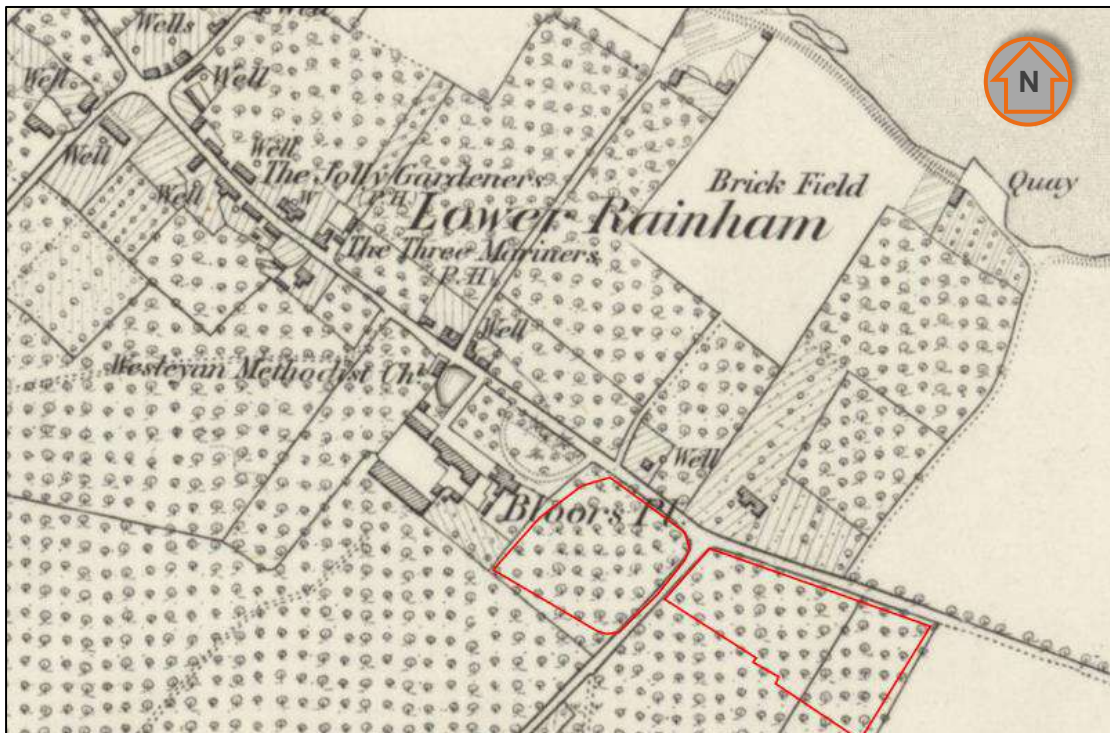 Well
Wells
Well
Well
N
Well
Well
Well
The Jolly Gardeners
(P.H.)
W
Brick Field
Quay
Lower Rainham
The Three Mariners
(P.H)
Well
Wesleyan Methodist Ch.
Well
Bloors Pl